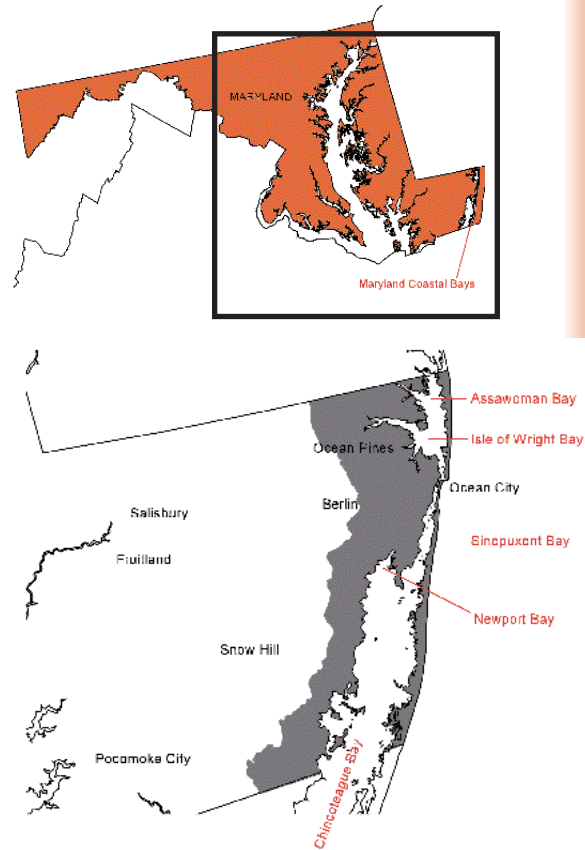 MARYLAND
Maryland Coastal Bays
Assawoman Bay
Isle of Wright Bay
Ocean Pines
Ocean City
Berlin
Salisbury
Sinepuxent Bay
Fruitland
Newport Bay
Snow Hill
Pocomoke City
Chincoteague Bay